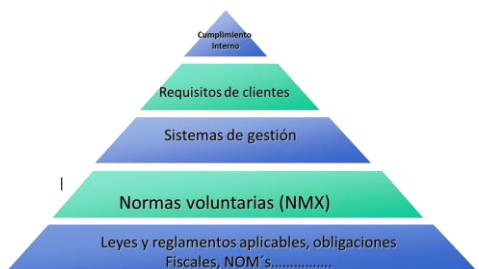 Cumplimiento
interno
Requisitos de clientes
Sistemas de gestión
Normas voluntarias (NMX)
Leyes y reglamentos aplicables, obligaciones
Fiscales, NOM´s...............